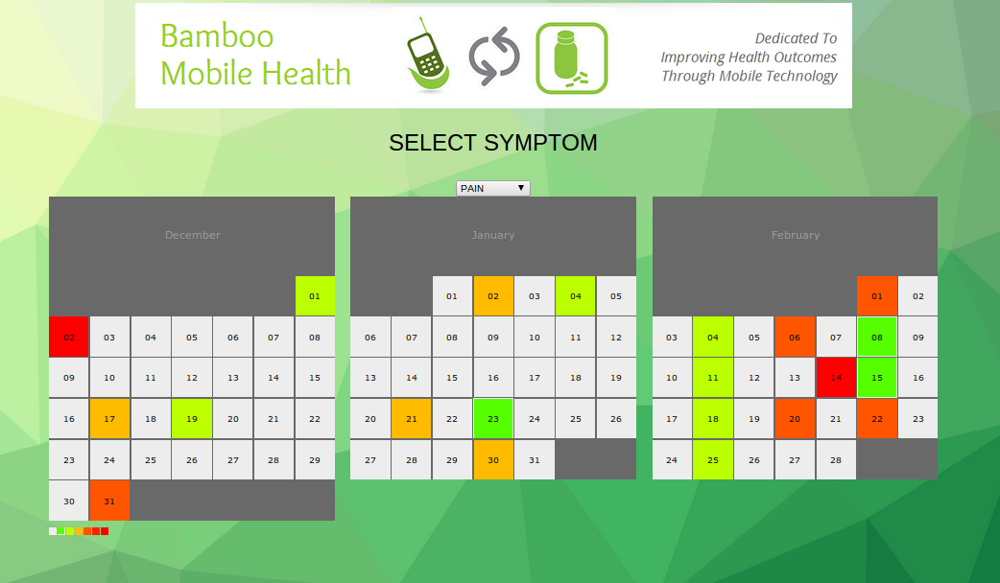 Bamboo
Mobile Health
Dedicated To
Improving Health Outcomes
Through Mobile Technology
SELECT SYMPTOM
PAIN
December
01
02 03 04 05 06 07 08
09 10 11 12 13 14 15
16 17 18 19 20 21 22
23 24 25 26 27 28 29
30 31
January
01 02 03 04 05
06 07 08 09 10 11 12
13 14 15 16 17 18 19
20 21 22 23 24 25 26
27 28 29 30 31
February
01 02
03 04 05 06 07 08 09
10 11 12 13 14 15 16
17 18 19 20 21 22 23
24 25 26 27 28